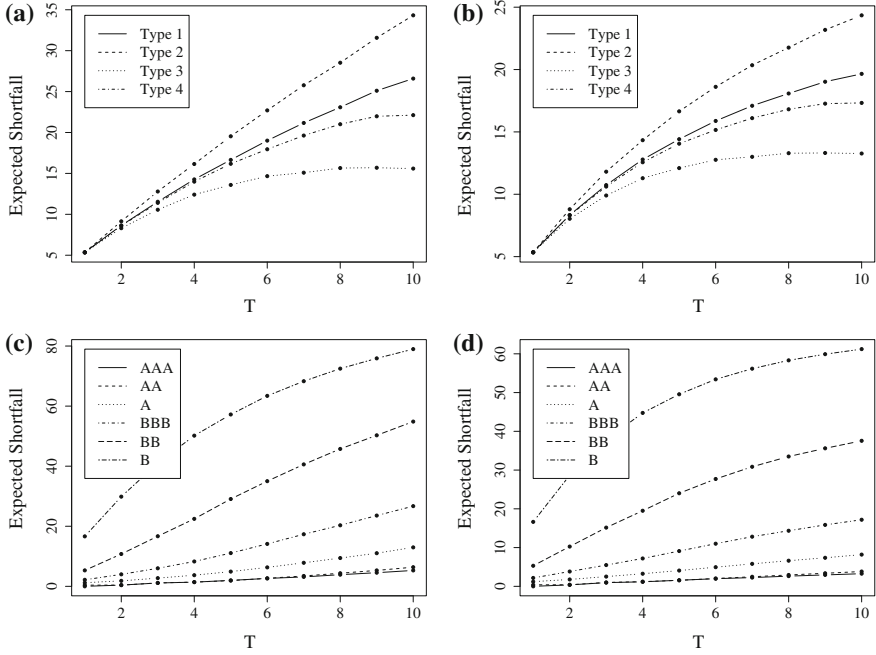 (a)
Expected Shortfall
35
30
25
20
15
10
5
Type 1
Type 2
Type 3
Type 4
2 4 6 8 10
T
(b)
Expected Shortfall
25
20
15
10
5
Type 1
Type 2
Type 3
Type 4
2 4 6 8 10
T
(c)
Expected Shortfall
80
60
40
20
0
AAA
AA
A
BBB
BB
B
2 4 6 8 10
T
(d)
Expected Shortfall
60
50
40
30
20
10
0
AAA
AA
A
BBB
BB
B
2 4 6 8 10
T